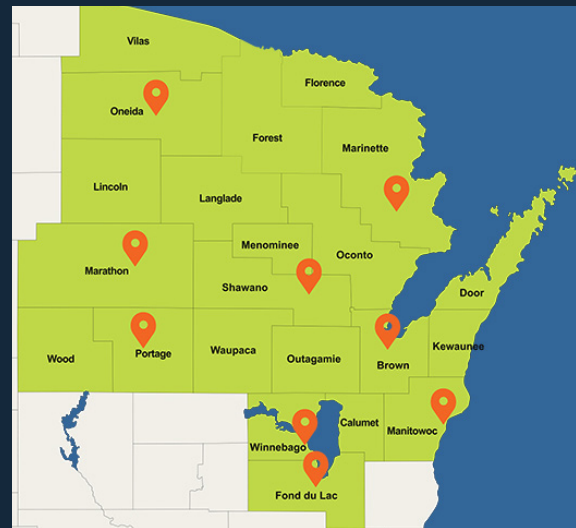 Vilas
Florence
Oneida
Forest
Marinette
Lincoln
Langlade
Menominee
Oconto
Marathon
Shawano
Door
Wood
Portage
Waupaca
Outagamie
Brown
Kewaunee
Winnebago
Calumet
Manitowoc
Fond du Lac